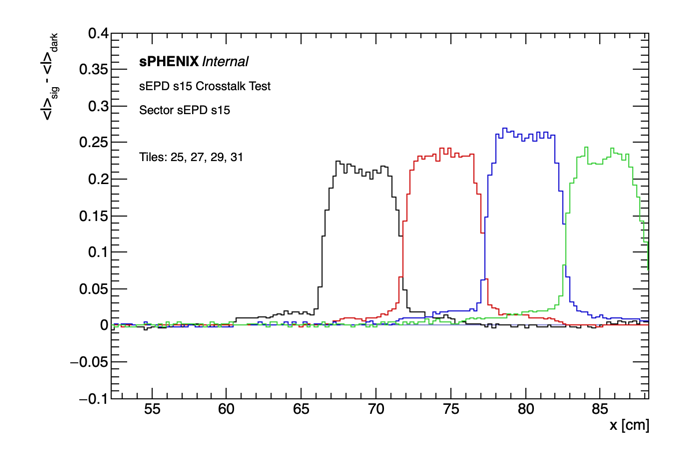 0.4
<I>sig - <I>dark
0.35
sPHENIX Internal
sEPD s15 Crosstalk Test
0.3
Sector sEPD s15
0.25
Tiles: 25, 27, 29, 31
0.2
0.15
0.1
0.05
0
−0.05
−0.1
55 60 65 70 75 80 85
x [cm]